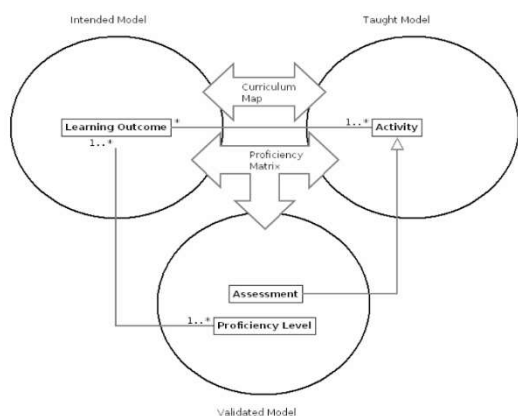 Intended Model
Taught Model
Curriculum
Map
Learning Outcome
*
1..*
Activity
1..*
Proficiency
Matrix
Assessment
1..*
Proficiency Level
Validated Model